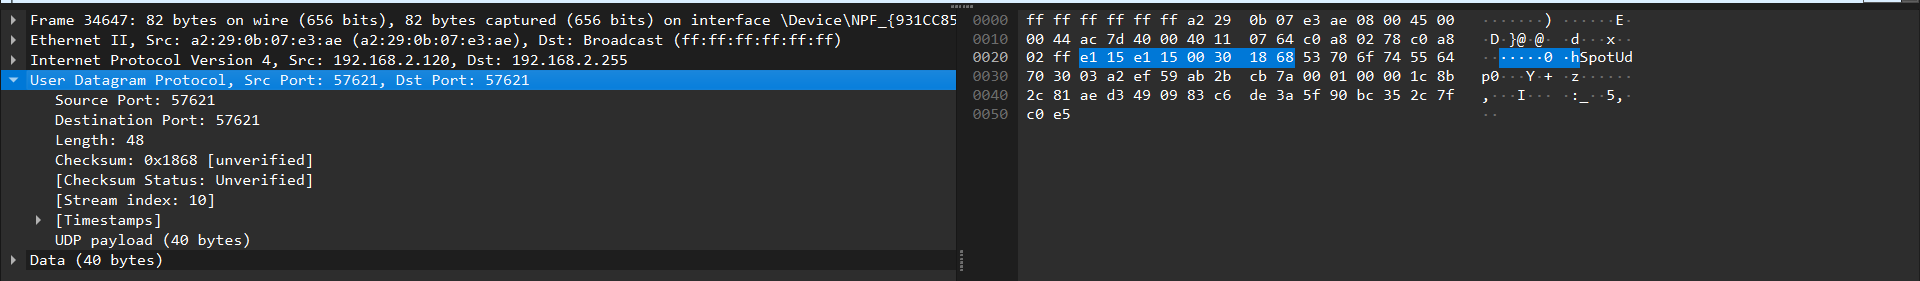 Frame 34647: 82 bytes on wire (656 bits), 82 bytes captured (656 bits) on interface \Device\NPF_{931CC85
Ethernet II, Src: a2:29:0b:07:e3:ae (a2:29:0b:07:e3:ae), Dst: Broadcast (ff:ff:ff:ff:ff:ff)
Internet Protocol Version 4, Src: 192.168.2.120, Dst: 192.168.2.255
User Datagram Protocol, Src Port: 57621, Dst Port: 57621
Source Port: 57621
Destination Port: 57621
Length: 48
Checksum: 0x1868 [unverified]
[Checksum Status: Unverified]
[Stream index: 10]
[Timestamps]
UDP payload (40 bytes)
Data (40 bytes)
0000 ff ff ff ff ff ff a2 29 0b 07 e3 ae 08 00 45 00 ·······) ······E·
0010 00 44 ac 7d 40 00 40 11 07 64 c0 a8 02 78 c0 a8 ·D·}@·@· ·d···x··
0020 02 ff e1 15 e1 15 00 30 18 68 53 70 6f 74 55 64 ·······0 ·hSpotUd
0030 70 30 03 a2 ef 59 ab 2b cb 7a 00 01 00 00 1c 8b p0···Y·+ ·z······
0040 2c 81 ae d3 49 09 83 c6 de 3a 5f 90 bc 35 2c 7f ,···I··· ·:_··5,·
0050 c0 e5 ··